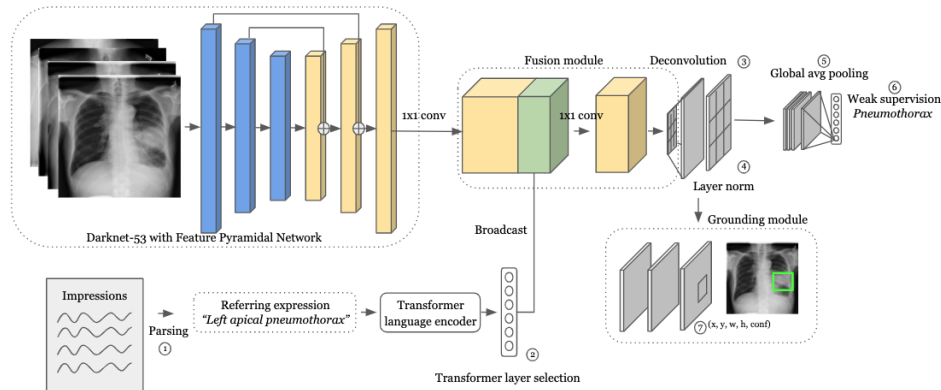 Darknet-53 with Feature Pyramidal Network
1x1 conv
Fusion module
1x1 conv
Deconvolution
③
④
Layer norm
⑤
Global avg pooling
⑥
Weak supervision
Pneumothorax
Grounding module
⑦ (x, y, w, h, conf)
Broadcast
Impressions
Parsing
①
Referring expression
"Left apical pneumothorax"
Transformer
language encoder
②
Transformer layer selection